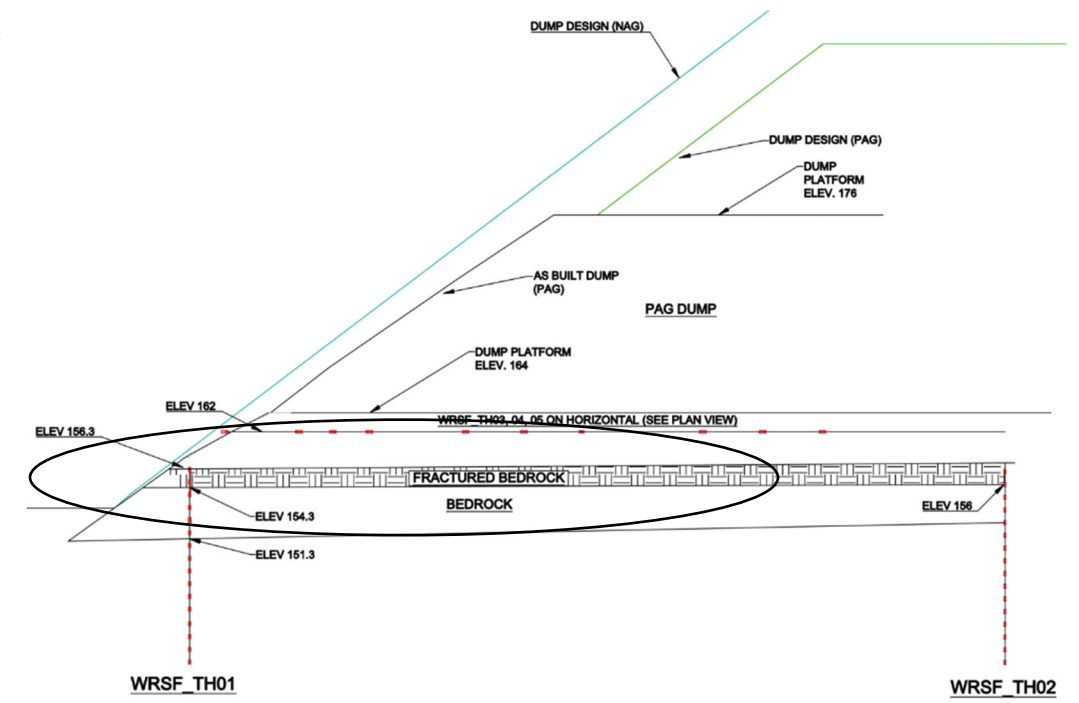 DUMP DESIGN (NAG)
DUMP DESIGN (PAG)
DUMP
PLATFORM
ELEV. 176
AS BUILT DUMP
(PAG)
PAG DUMP
DUMP PLATFORM
ELEV. 164
ELEV 162
WRSF_TH03, 04, 05 ON HORIZONTAL (SEE PLAN VIEW)
ELEV 156.3
FRACTURED BEDROCK
BEDROCK
ELEV 156
ELEV 154.3
ELEV 151.3
WRSF_TH01
WRSF_TH02